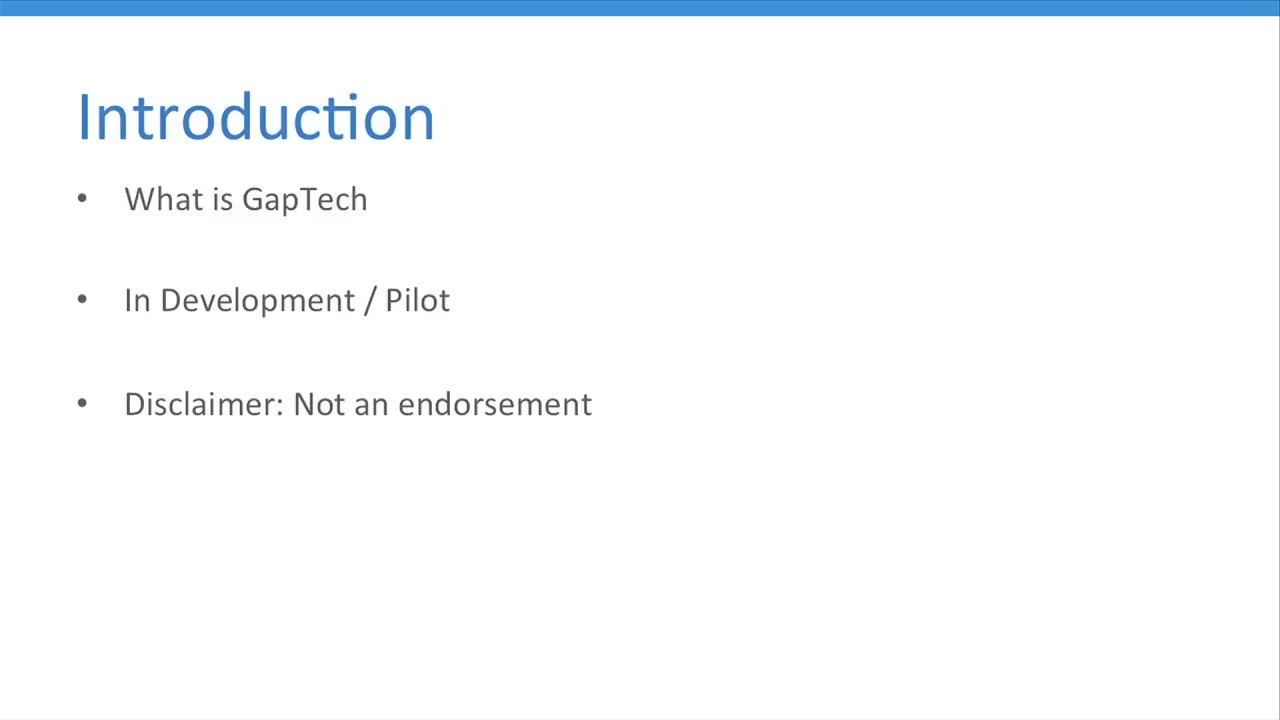 Introduction
• What is GapTech
• In Development / Pilot
• Disclaimer: Not an endorsement